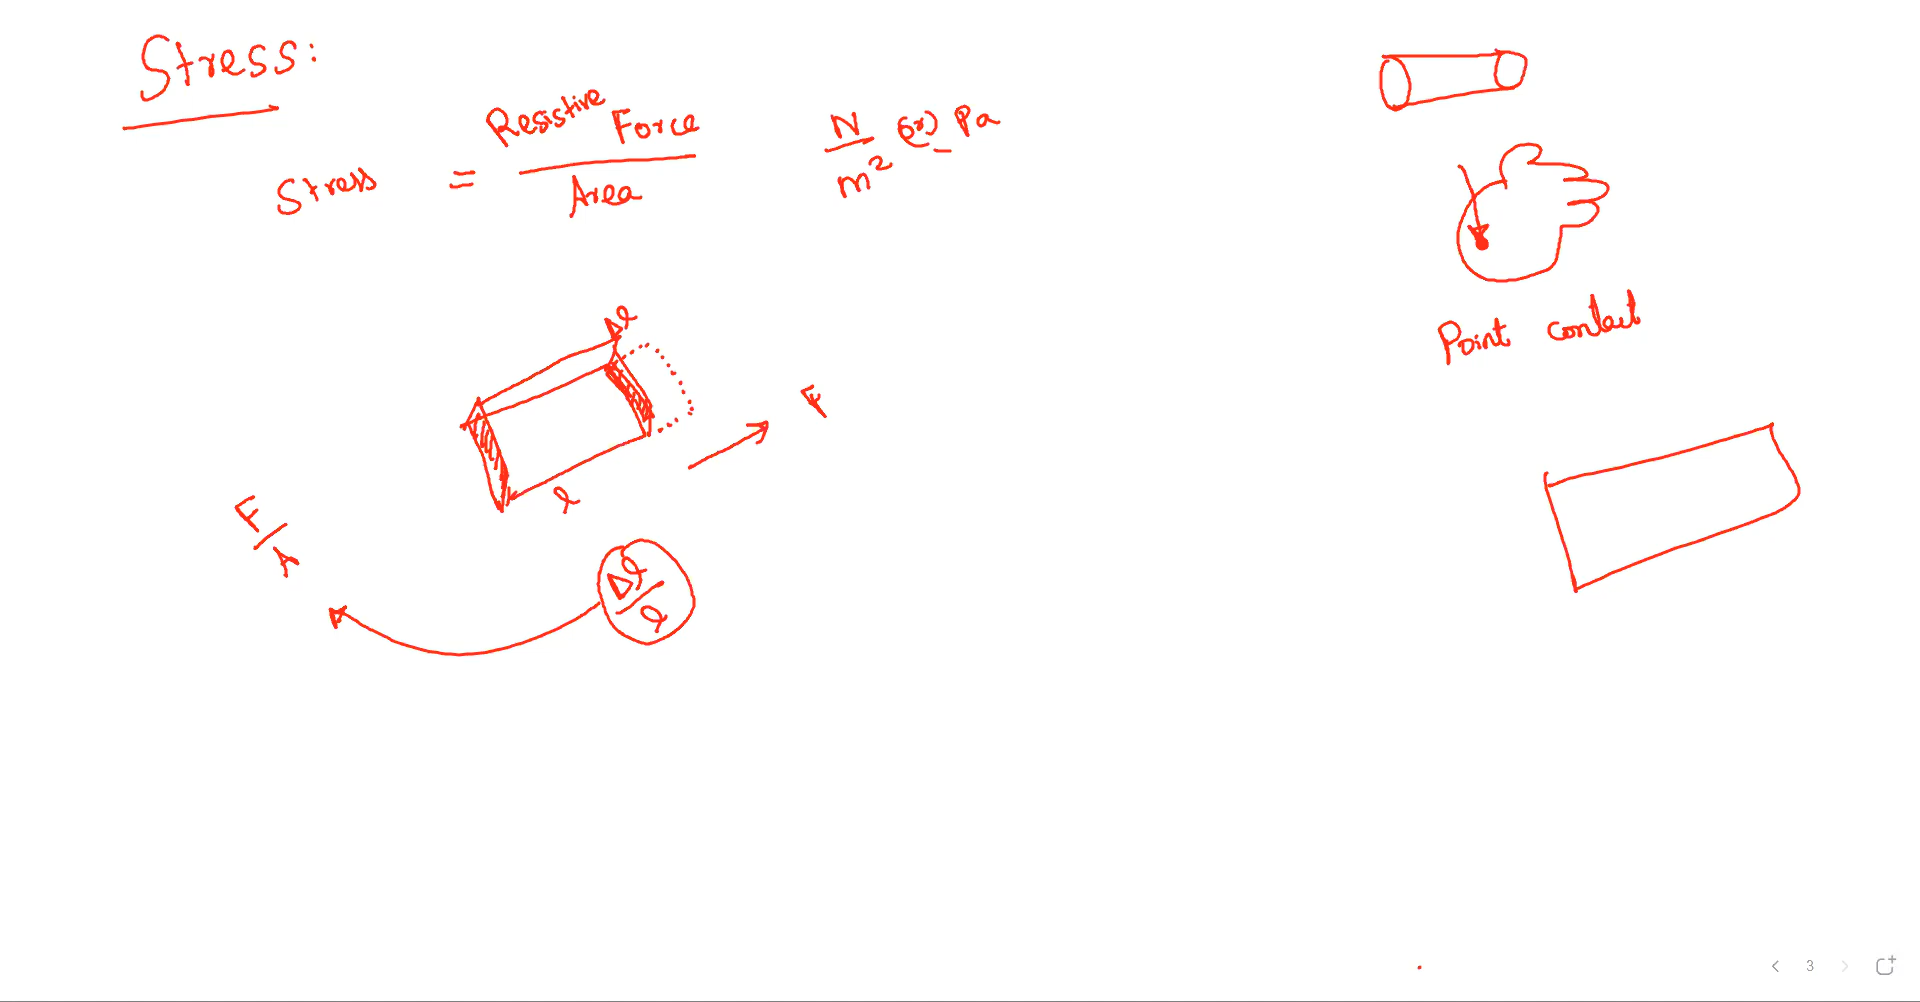 Stress:
Stress = Resistive Force / Area
N/m² (or) Pa
Δl
F
l
F/A
Δl/l
Point contact
3